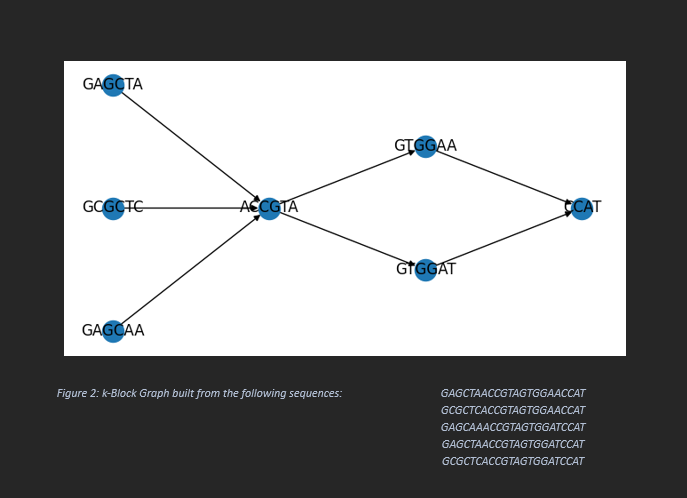 GAGCTA
GTGGAA
GCGCTC
ACCGTA
CCAT
GTGGAT
GAGCAA
Figure 2: k-Block Graph built from the following sequences:
GAGCTAACCGTAGTGGAACCAT
GCGCTCACCGTAGTGGAACCAT
GAGCAAACCGTAGTGGATCCAT
GAGCTAACCGTAGTGGATCCAT
GCGCTCACCGTAGTGGATCCAT